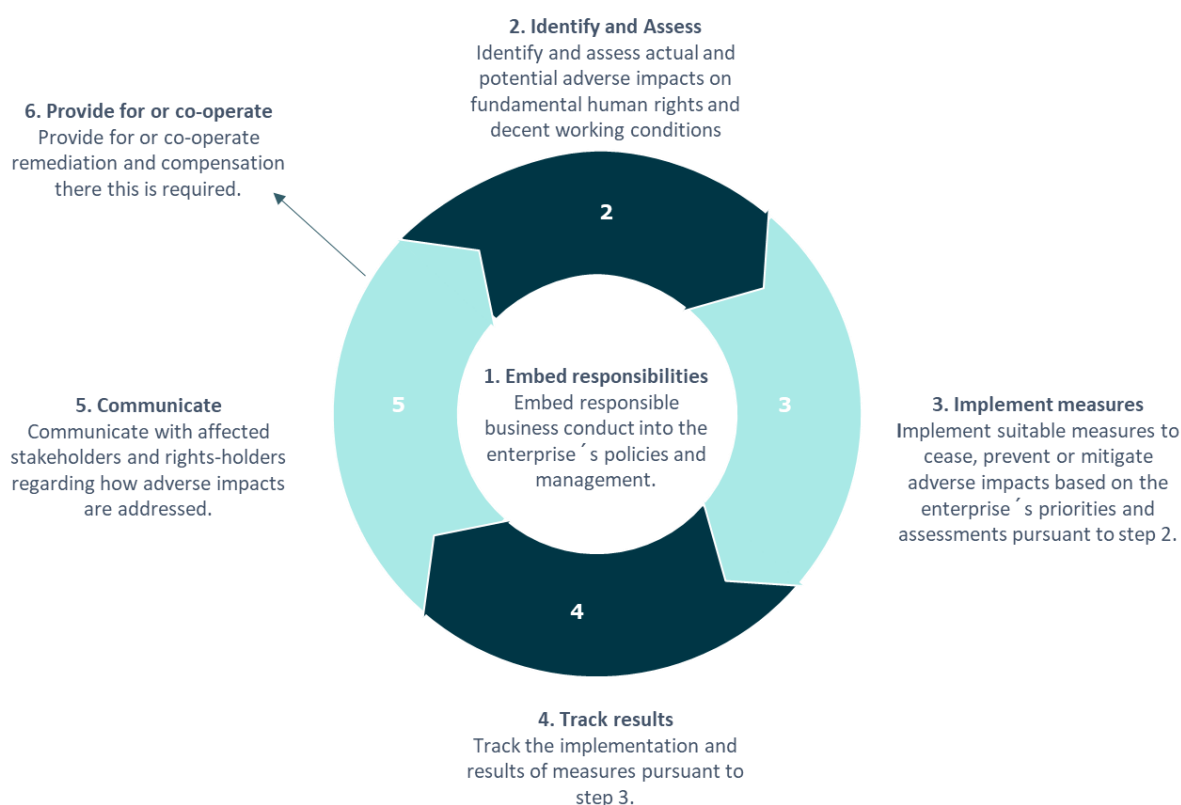 2. Identify and Assess
Identify and assess actual and
potential adverse impacts on
fundamental human rights and
decent working conditions
6. Provide for or co-operate
Provide for or co-operate
remediation and compensation
there this is required.
2
1. Embed responsibilities
Embed responsible
business conduct into the
enterprise´s policies and
management.
5
3
5. Communicate
Communicate with affected
stakeholders and rights-holders
regarding how adverse impacts
are addressed.
3. Implement measures
Implement suitable measures to
cease, prevent or mitigate
adverse impacts based on the
enterprise´s priorities and
assessments pursuant to step 2.
4
4. Track results
Track the implementation and
results of measures pursuant to
step 3.